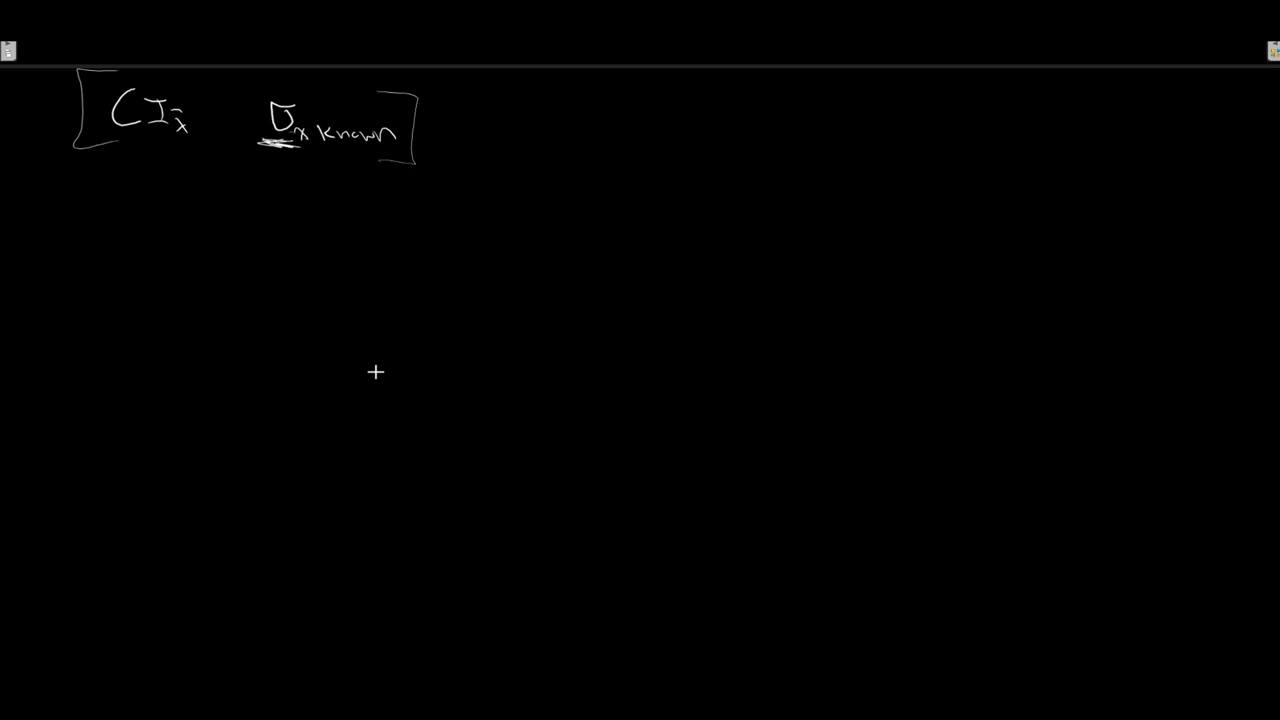 [ CI x̄ σx known ]